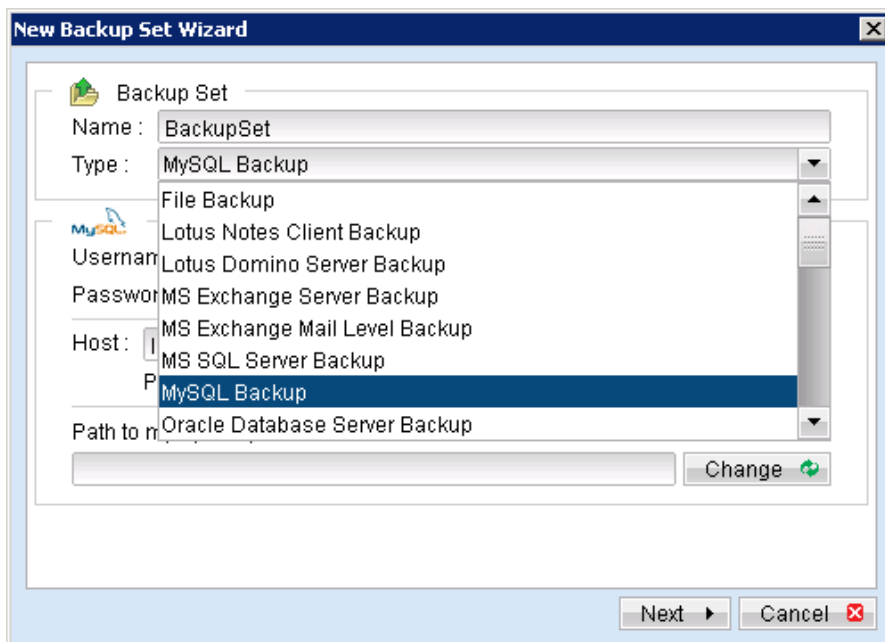 New Backup Set Wizard
Backup Set
Name : BackupSet
Type : MySQL Backup
File Backup
MySQL
Lotus Notes Client Backup
Lotus Domino Server Backup
MS Exchange Server Backup
MS Exchange Mail Level Backup
Host :
MS SQL Server Backup
MySQL Backup
Path to
Oracle Database Server Backup
Change
Next
Cancel